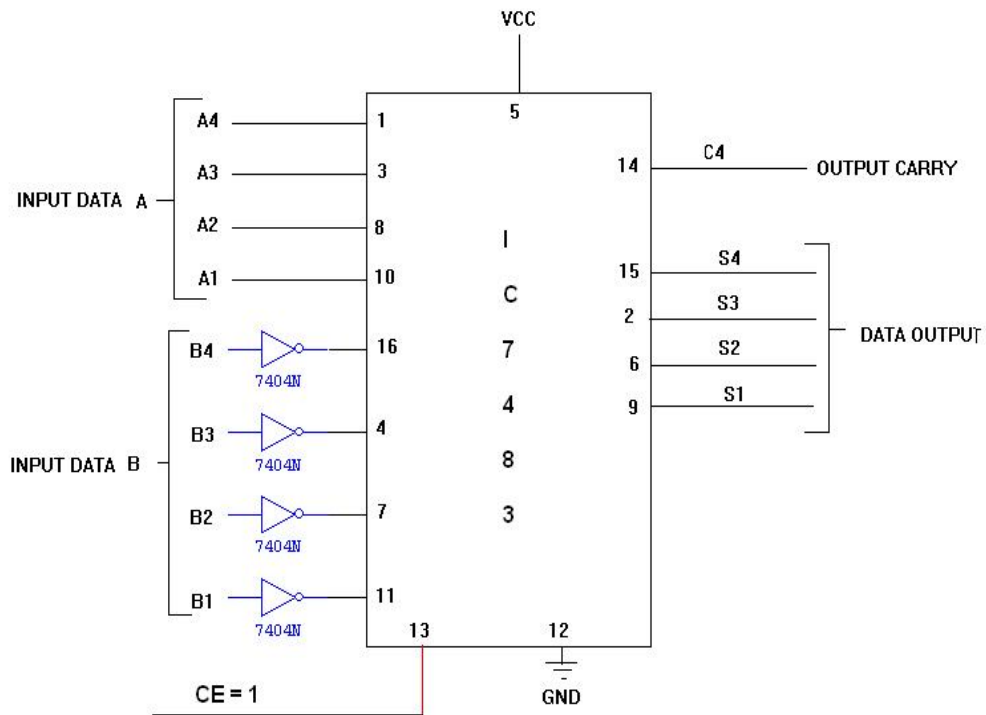 VCC
5
A4
1
14
C4
OUTPUT CARRY
A3
3
INPUT DATA A
A2
8
A1
10
I
C
7
4
8
3
15
S4
2
S3
DATA OUTPUT
6
S2
9
S1
B4
7404N
16
B3
7404N
4
INPUT DATA B
B2
7404N
7
B1
7404N
11
13
12
CE = 1
GND